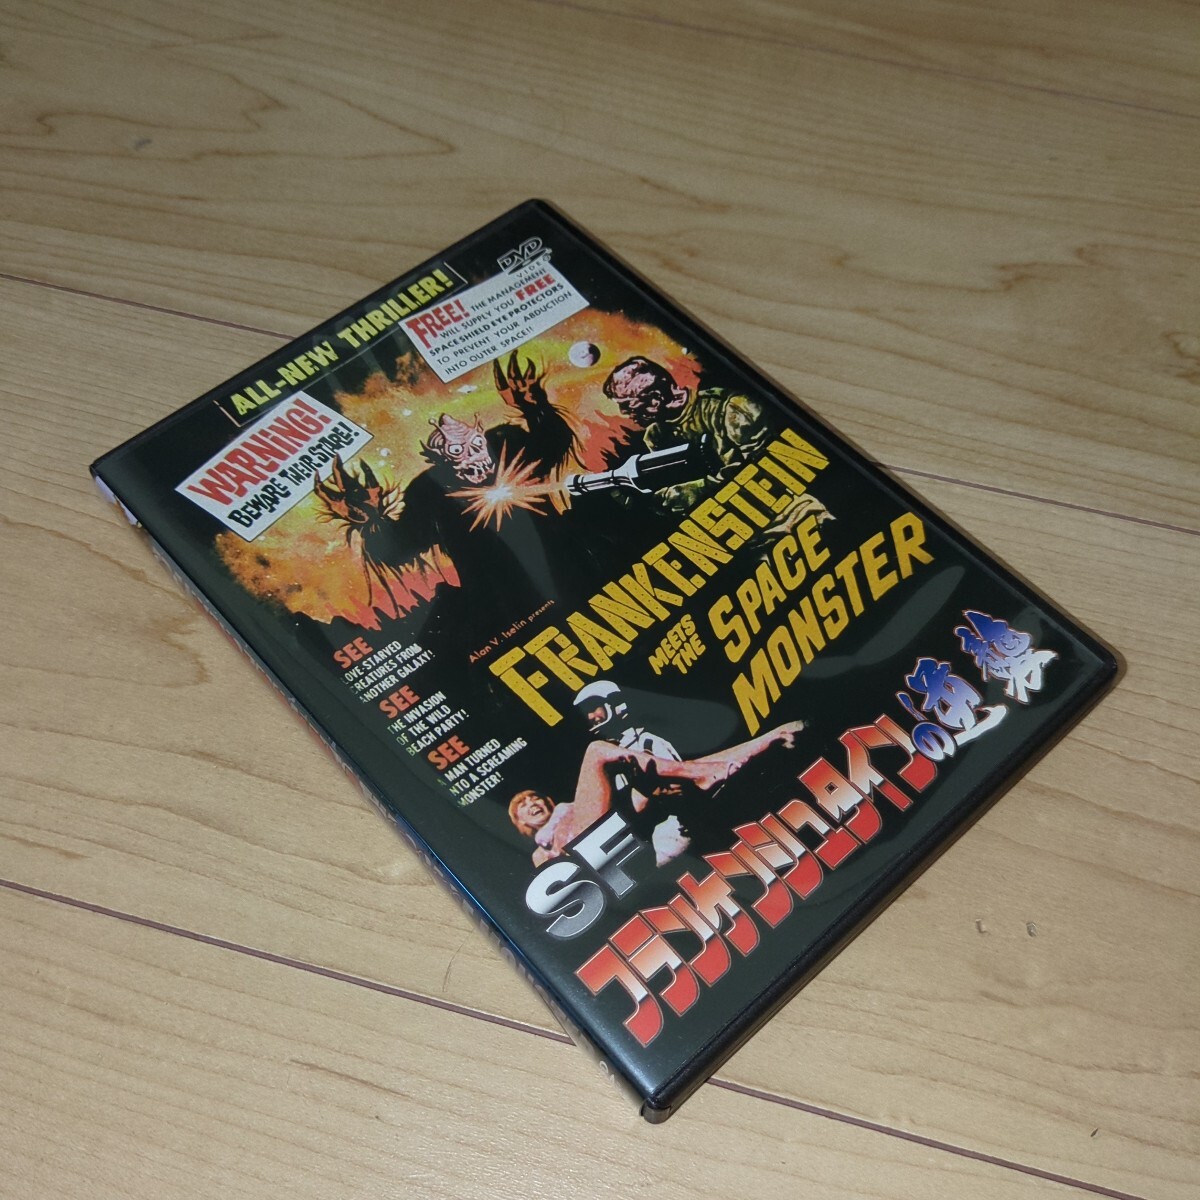 ALL-NEW THRILLER!
DVD
VIDEO
FREE! THE MANAGEMENT
WILL SUPPLY YOU FREE
SPACE SHIELD EYE PROTECTORS
TO PREVENT YOUR ABDUCTION
INTO OUTER SPACE!!
WARNING!
BEWARE THEIR STARE!
Alan V. Iselin presents
FRANKENSTEIN
MEETS THE
SPACE
MONSTER
SEE
LOVE-STARVED
CREATURES FROM
ANOTHER GALAXY!
SEE
THE INVASION
OF THE WILD
BEACH PARTY!
SEE
A MAN TURNED
INTO A SCREAMING
MONSTER!
SF
フランケンシュタインの逆襲